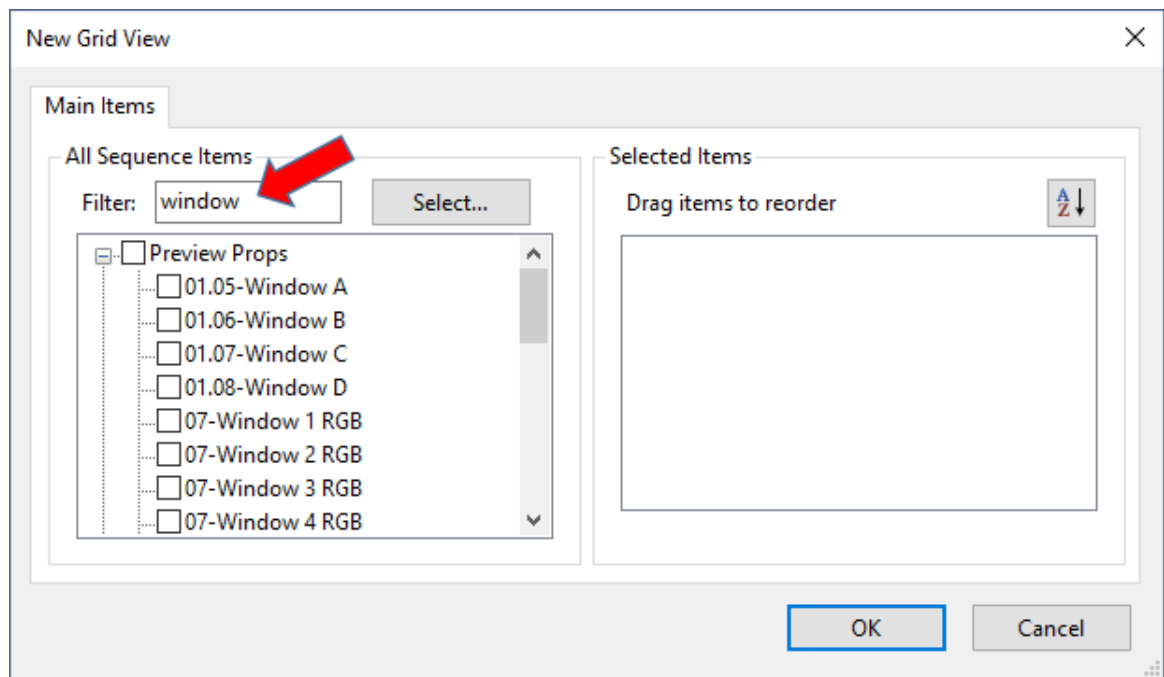 New Grid View
Main Items
All Sequence Items
Filter: window Select...
Preview Props
01.05-Window A
01.06-Window B
01.07-Window C
01.08-Window D
07-Window 1 RGB
07-Window 2 RGB
07-Window 3 RGB
07-Window 4 RGB
Selected Items
Drag items to reorder
A
Z
OK Cancel